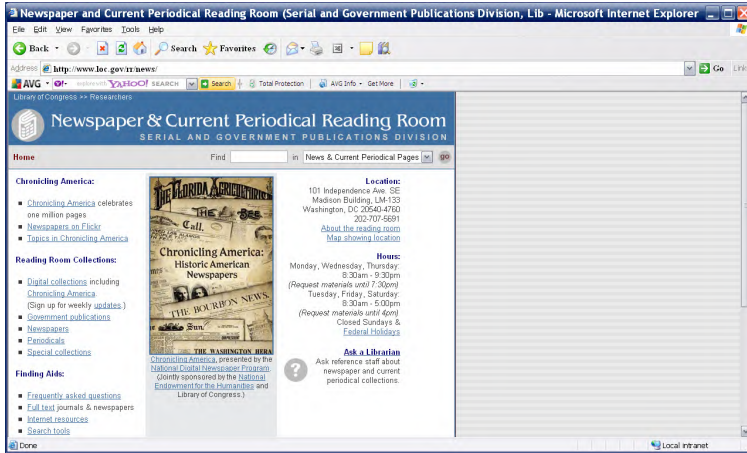 Newspaper and Current Periodical Reading Room (Serial and Government Publications Division, Lib - Microsoft Internet Explorer
File Edit View Favorites Tools Help
Back Search Favorites
Address http://www.loc.gov/rr/news/ Go Link
AVG YAHOO! SEARCH Search Total Protection AVG Info Get More
Library of Congress >> Researchers
Newspaper & Current Periodical Reading Room
SERIAL AND GOVERNMENT PUBLICATIONS DIVISION
Home Find in News & Current Periodical Pages go
Chronicling America:
Chronicling America celebrates
one million pages
Newspapers on Flickr
Topics in Chronicling America
Reading Room Collections:
Digital collections including
Chronicling America.
(Sign up for weekly updates.)
Government publications
Newspapers
Periodicals
Special collections
Finding Aids:
Frequently asked questions
Full text journals & newspapers
Internet resources
Search tools
THE FLORIDA AGRICULTURIST
THE BEE
Call.
Chronicling America:
Historic American
Newspapers
THE BOURBON NEWS.
Sun
THE WASHINGTON HERA
Chronicling America, presented by the
National Digital Newspaper Program.
(Jointly sponsored by the National
Endowment for the Humanities and
Library of Congress.)
Location:
101 Independence Ave. SE
Madison Building, LM-133
Washington, DC 20540-4760
202-707-5691
About the reading room
Map showing location
Hours:
Monday, Wednesday, Thursday:
8:30am - 9:30pm
(Request materials until 7:30pm)
Tuesday, Friday, Saturday:
8:30am - 5:00pm
(Request materials until 4pm)
Closed Sundays &
Federal Holidays
Ask a Librarian
Ask reference staff about
newspaper and current
periodical collections.
Done Local intranet